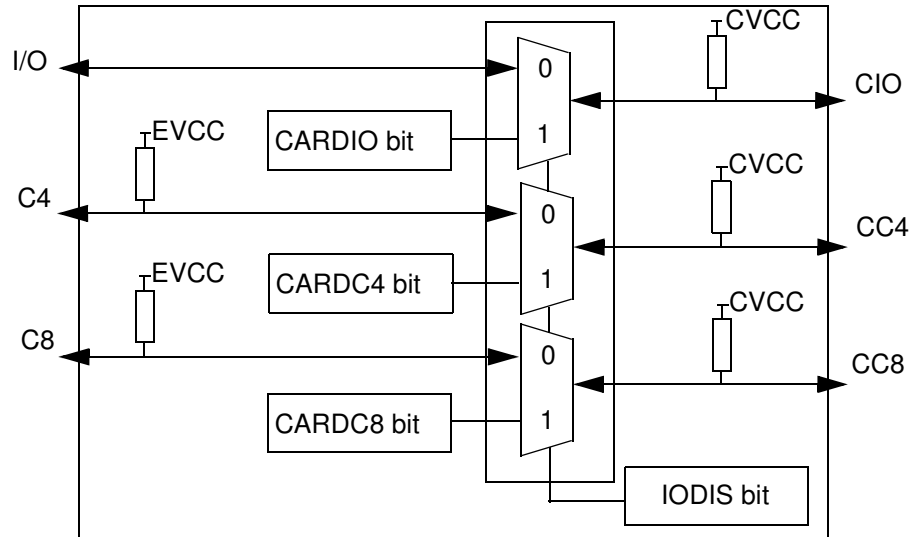 CVCC
I/O
0
CIO
EVCC
CARDIO bit
1
CVCC
C4
0
CC4
EVCC
CARDC4 bit
1
CVCC
C8
0
CC8
CARDC8 bit
1
IODIS bit